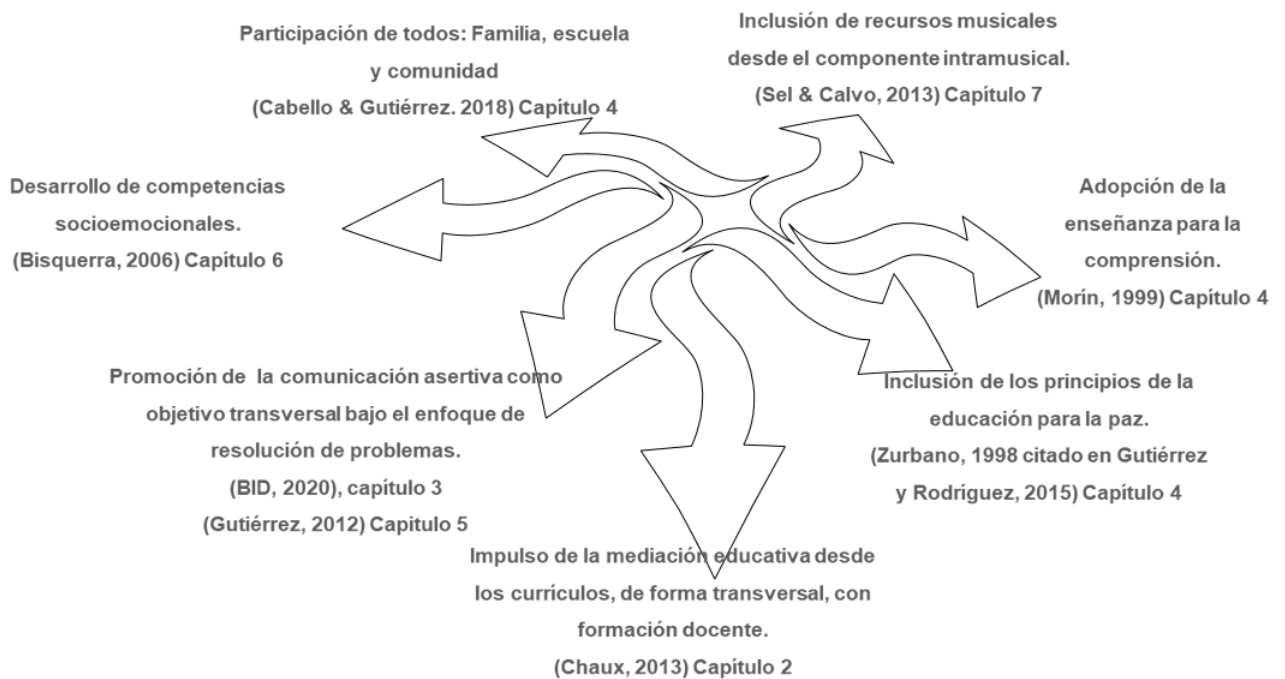 Participación de todos: Familia, escuela
y comunidad
(Cabello & Gutiérrez. 2018) Capítulo 4
Inclusión de recursos musicales
desde el componente intramusical.
(Sel & Calvo, 2013) Capítulo 7
Desarrollo de competencias
socioemocionales.
(Bisquerra, 2006) Capítulo 6
Adopción de la
enseñanza para la
comprensión.
(Morín, 1999) Capítulo 4
Promoción de la comunicación asertiva como
objetivo transversal bajo el enfoque de
resolución de problemas.
(BID, 2020), capítulo 3
(Gutiérrez, 2012) Capitulo 5
Inclusión de los principios de la
educación para la paz.
(Zurbano, 1998 citado en Gutiérrez
y Rodríguez, 2015) Capítulo 4
Impulso de la mediación educativa desde
los currículos, de forma transversal, con
formación docente.
(Chaux, 2013) Capítulo 2